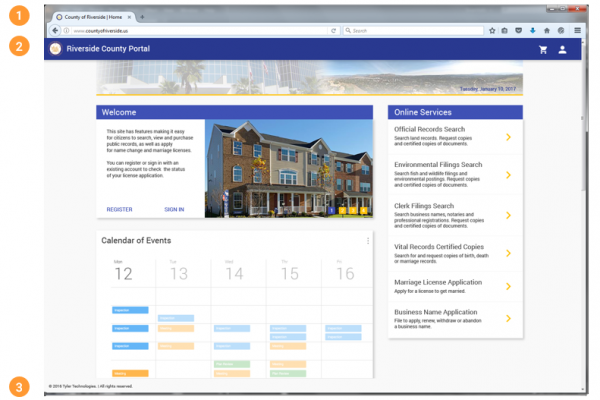 1
County of Riverside | Home
www.countyofriverside.us
Search
2
Riverside County Portal
Tuesday, January 10, 2017
Welcome
This site has features making it easy
for citizens to search, view and purchase
public records, as well as apply
for name change and marriage licenses.
You can register or sign in with an
existing account to check the status
of your license application.
REGISTER
SIGN IN
Online Services
Official Records Search
Search land records. Request copies
and certified copies of documents.
Environmental Filings Search
Search fish and wildlife filings and
environmental postings. Request copies
and certified copies of documents.
Clerk Filings Search
Search business names, notaries and
professional registrations. Request copies
and certified copies of documents.
Vital Records Certified Copies
Search for and request copies of birth, death
or marriage records.
Marriage License Application
Apply for a license to get married.
Business Name Application
File to apply, renew, withdraw or abandon
a business name.
Calendar of Events
Mon
Tue
Wed
Fri
Fri
12
13
14
15
16
3
© 2016 Tyler Technologies. | All rights reserved.